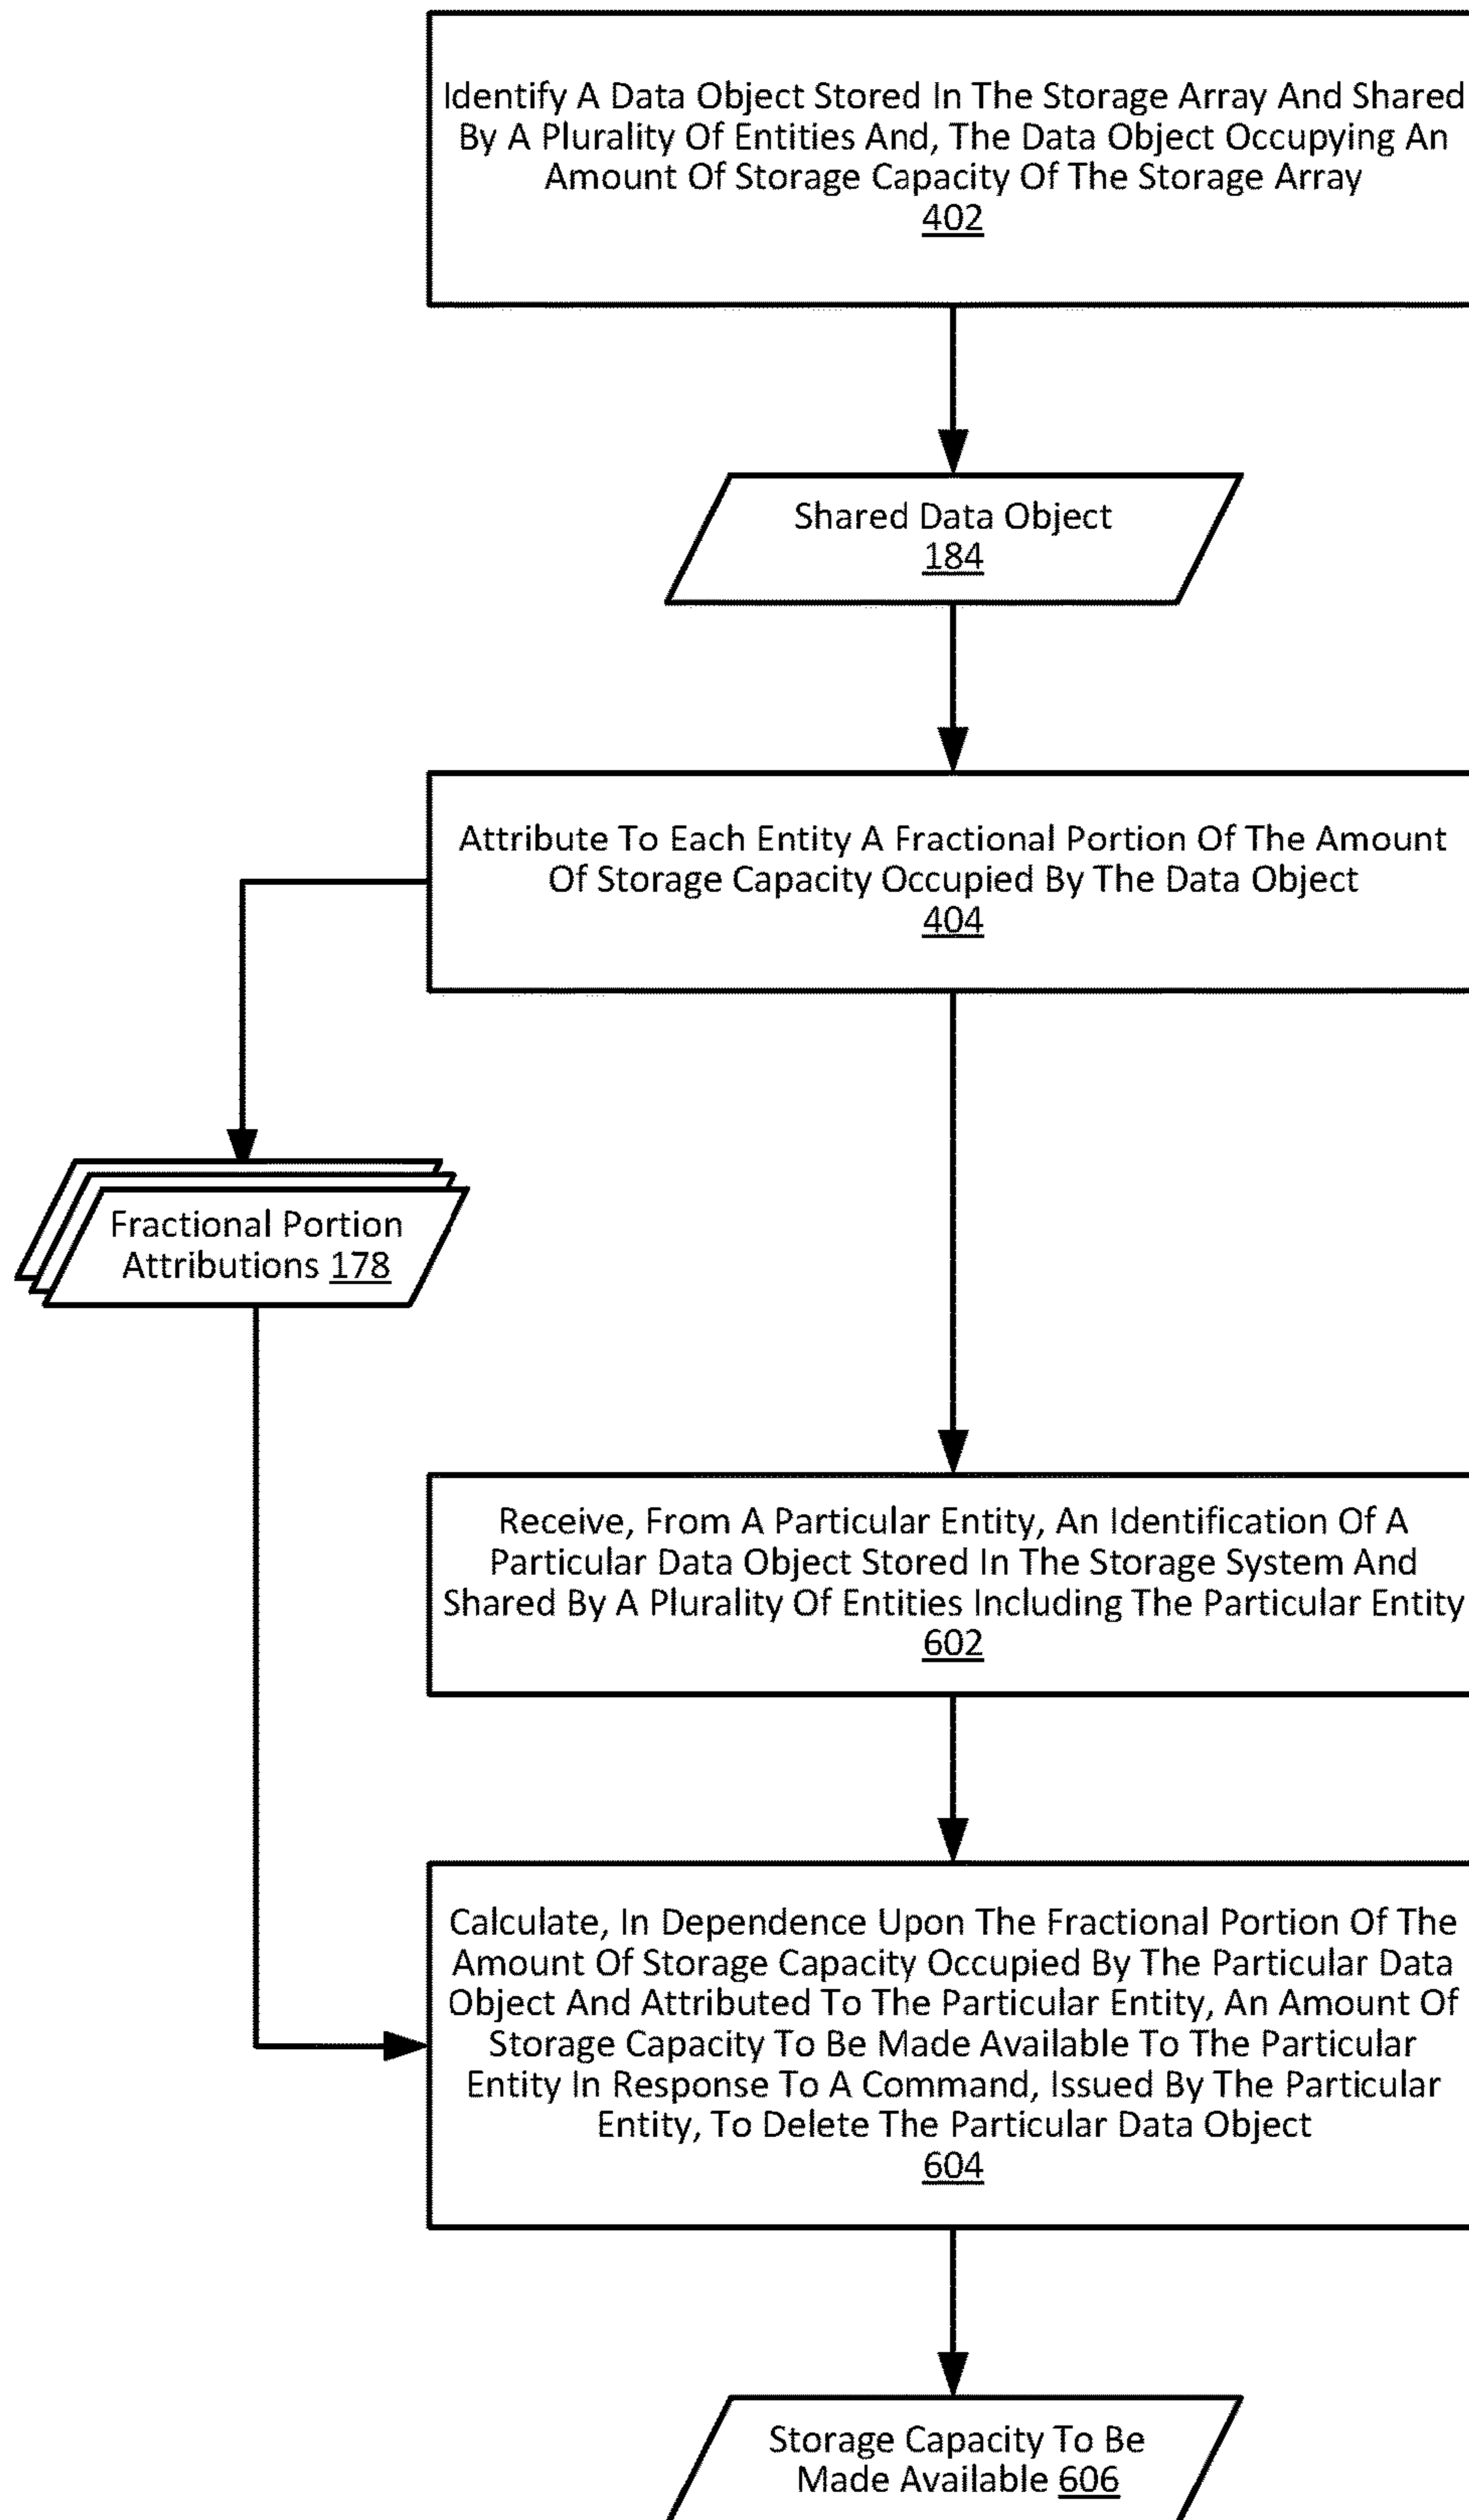 Identify A Data Object Stored In The Storage Array And Shared
By A Plurality Of Entities And, The Data Object Occupying An
Amount Of Storage Capacity Of The Storage Array
402
Shared Data Object
184
Attribute To Each Entity A Fractional Portion Of The Amount
Of Storage Capacity Occupied By The Data Object
404
Fractional Portion
Attributions 178
Receive, From A Particular Entity, An Identification Of A
Particular Data Object Stored In The Storage System And
Shared By A Plurality Of Entities Including The Particular Entity
602
Calculate, In Dependence Upon The Fractional Portion Of The
Amount Of Storage Capacity Occupied By The Particular Data
Object And Attributed To The Particular Entity, An Amount Of
Storage Capacity To Be Made Available To The Particular
Entity In Response To A Command, Issued By The Particular
Entity, To Delete The Particular Data Object
604
Storage Capacity To Be
Made Available 606